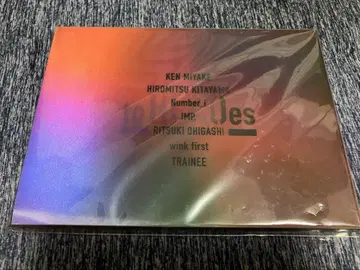 KEN MIYAKE
HIROMITSU KITAYAMA
Number_i
IMP.
RITSUKI OHIGASHI
wink first
TRAINEE